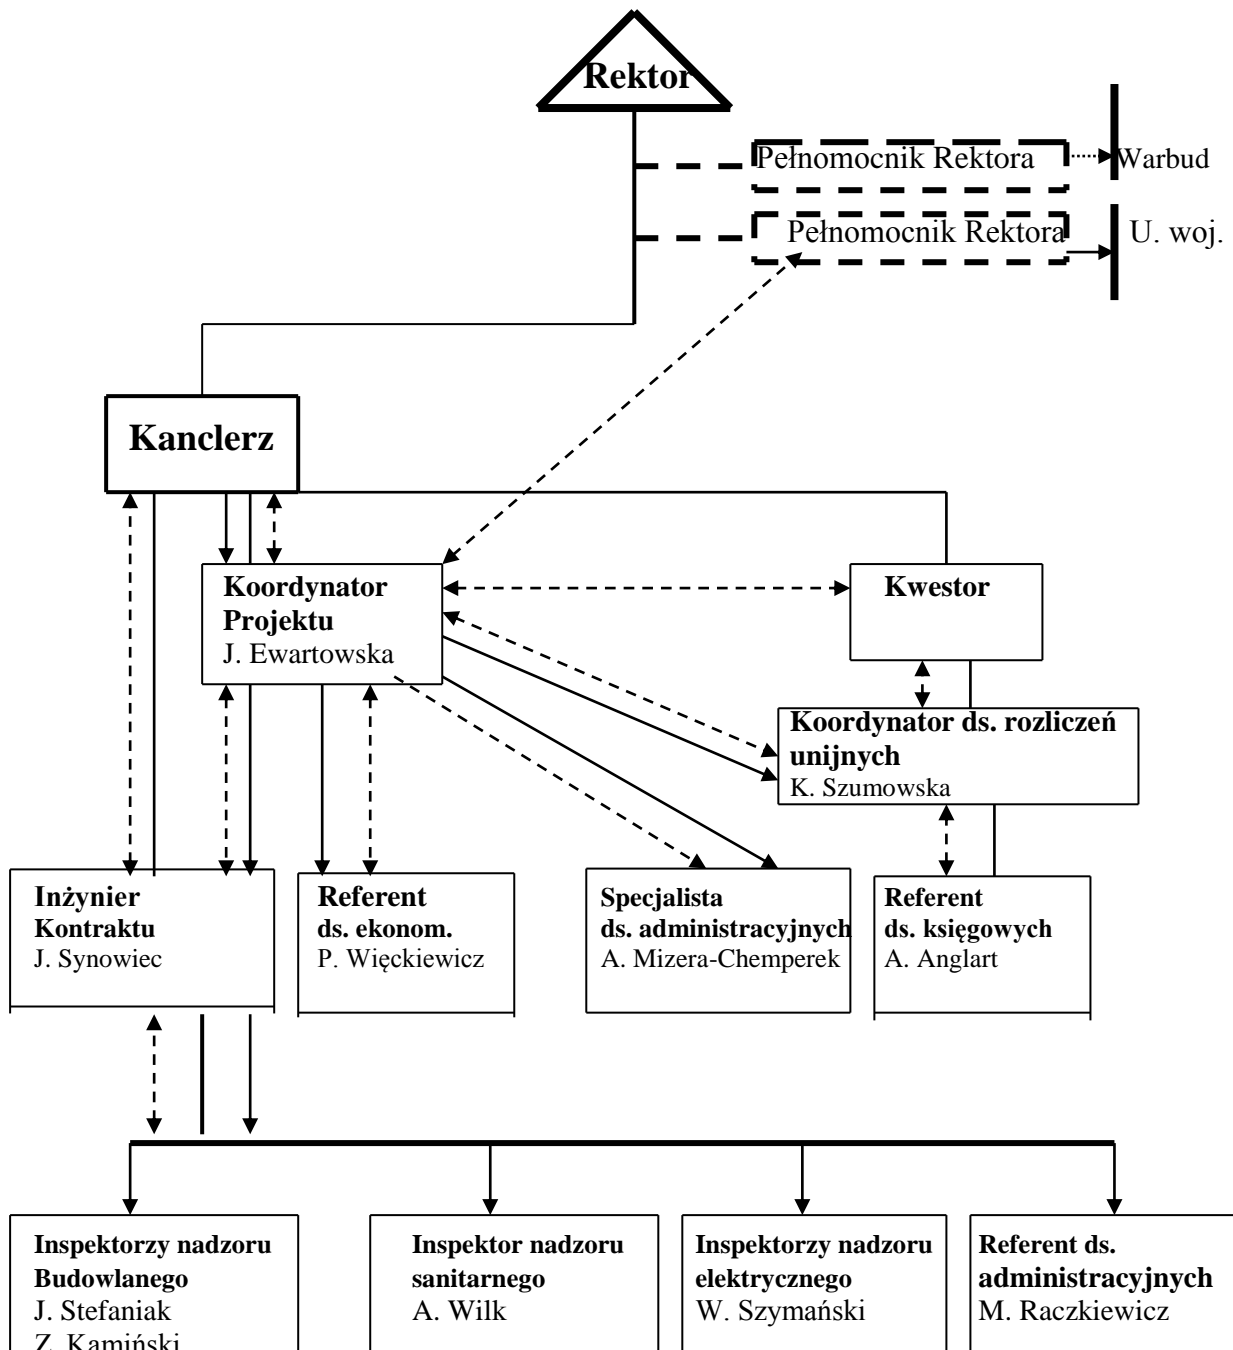 Rektor
Pełnomocnik Rektora
Warbud
Pełnomocnik Rektora
U. woj.
Kanclerz
Koordynator
Projektu
J. Ewartowska
Kwestor
Koordynator ds. rozliczeń
unijnych
K. Szumowska
Inżynier
Kontraktu
J. Synowiec
Referent
ds. ekonom.
P. Więckiewicz
Specjalista
ds. administracyjnych
A. Mizera-Chemperek
Referent
ds. księgowych
A. Anglart
Inspektorzy nadzoru
Budowlanego
J. Stefaniak
Z. Kamiński
Inspektor nadzoru
sanitarnego
A. Wilk
Inspektorzy nadzoru
elektrycznego
W. Szymański
Referent ds.
administracyjnych
M. Raczkiewicz